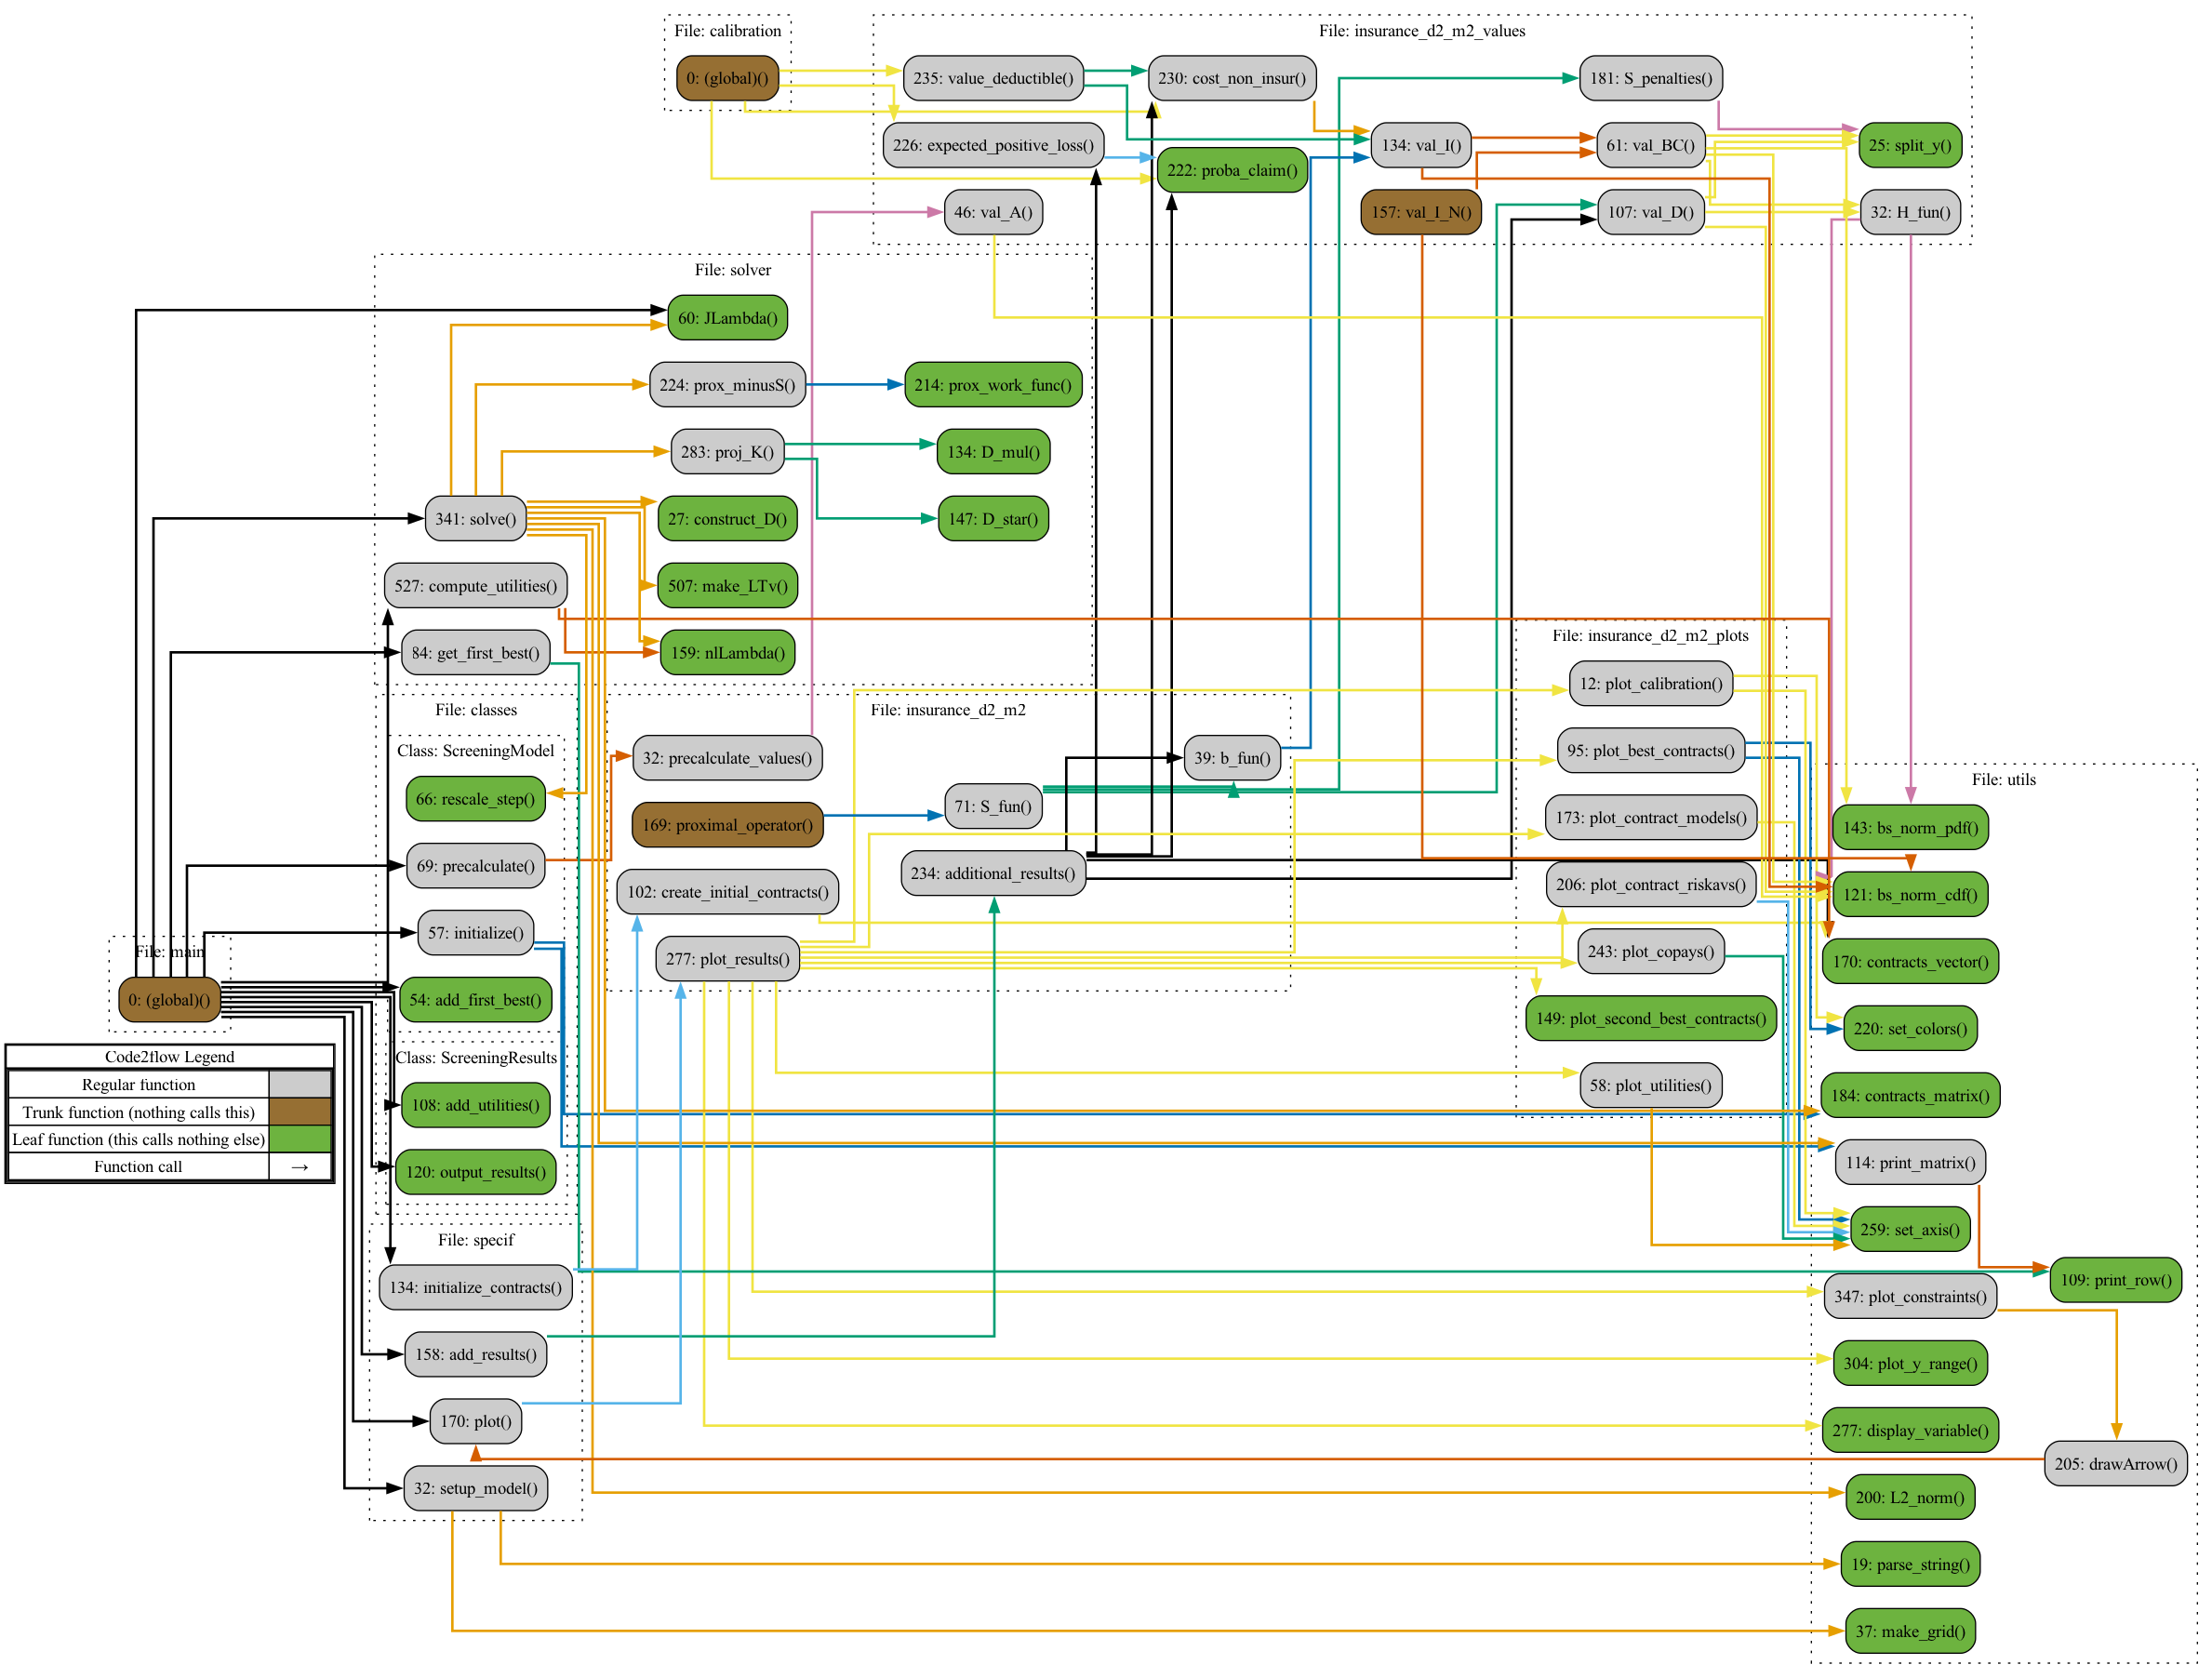 File: calibration
0: (global)()
File: insurance_d2_m2_values
235: value_deductible()
230: cost_non_insur()
181: S_penalties()
226: expected_positive_loss()
222: proba_claim()
134: val_I()
61: val_BC()
25: split_y()
46: val_A()
157: val_I_N()
107: val_D()
32: H_fun()
File: solver
60: JLambda()
224: prox_minusS()
214: prox_work_func()
283: proj_K()
134: D_mul()
341: solve()
27: construct_D()
147: D_star()
527: compute_utilities()
507: make_LTv()
84: get_first_best()
159: nlLambda()
File: classes
Class: ScreeningModel
66: rescale_step()
69: precalculate()
57: initialize()
54: add_first_best()
Class: ScreeningResults
108: add_utilities()
120: output_results()
File: insurance_d2_m2
32: precalculate_values()
39: b_fun()
169: proximal_operator()
71: S_fun()
234: additional_results()
102: create_initial_contracts()
277: plot_results()
File: insurance_d2_m2_plots
12: plot_calibration()
95: plot_best_contracts()
173: plot_contract_models()
206: plot_contract_riskavs()
243: plot_copays()
149: plot_second_best_contracts()
58: plot_utilities()
File: utils
143: bs_norm_pdf()
121: bs_norm_cdf()
170: contracts_vector()
220: set_colors()
184: contracts_matrix()
114: print_matrix()
259: set_axis()
109: print_row()
347: plot_constraints()
304: plot_y_range()
277: display_variable()
205: drawArrow()
200: L2_norm()
19: parse_string()
37: make_grid()
File: main
0: (global)()
File: specif
134: initialize_contracts()
158: add_results()
170: plot()
32: setup_model()
Code2flow Legend
Regular function
Trunk function (nothing calls this)
Leaf function (this calls nothing else)
Function call →